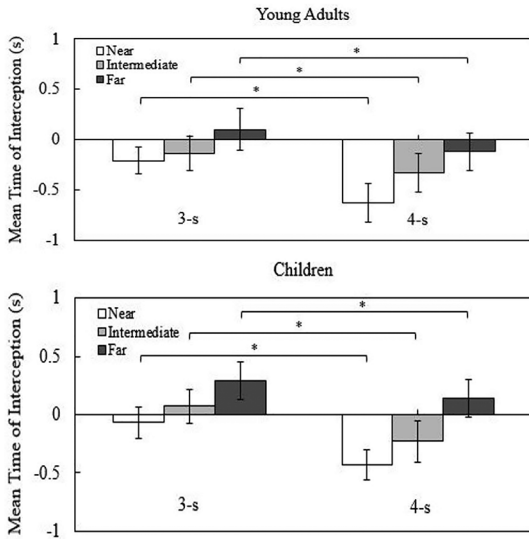 Young Adults
Mean Time of Interception (s)
1
0.5
0
-0.5
-1
Near
Intermediate
Far
*
*
*
3-s
4-s
Children
Mean Time of Interception (s)
1
0.5
0
-0.5
-1
Near
Intermediate
Far
*
*
*
3-s
4-s